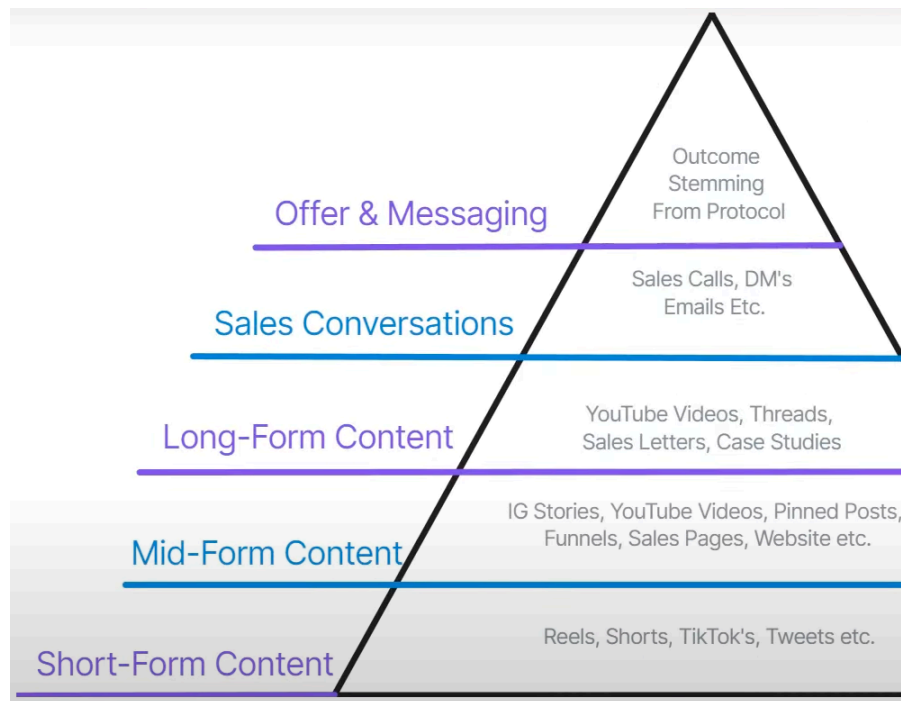 Outcome
Stemming
From Protocol
Offer & Messaging
Sales Calls, DM's
Emails Etc.
Sales Conversations
YouTube Videos, Threads,
Sales Letters, Case Studies
Long-Form Content
IG Stories, YouTube Videos, Pinned Posts,
Funnels, Sales Pages, Website etc.
Mid-Form Content
Reels, Shorts, TikTok's, Tweets etc.
Short-Form Content